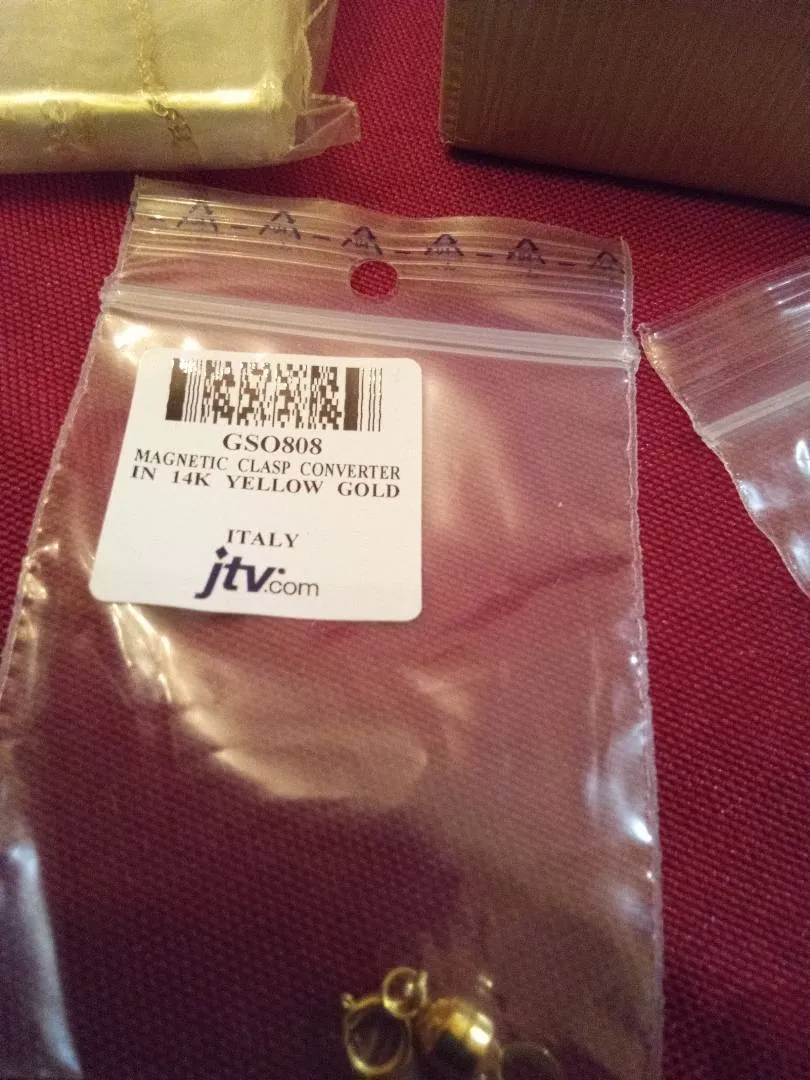 GSO808
MAGNETIC CLASP CONVERTER
IN 14K YELLOW GOLD
ITALY
jtv.com